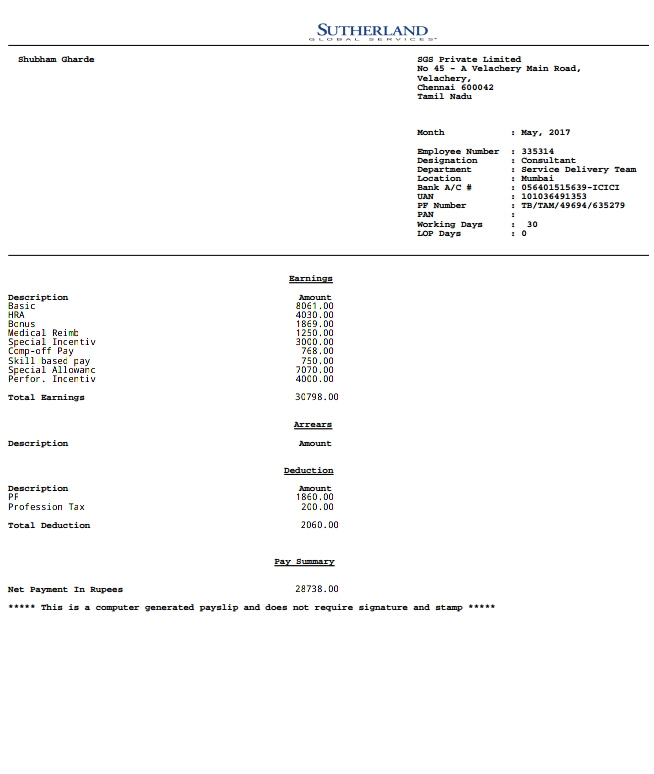 SUTHERLAND
GLOBAL SERVICES
Shubham Gharde
SGS Private Limited
No 45 - A Velachery Main Road,
Velachery,
Chennai 600042
Tamil Nadu
Month : May, 2017
Employee Number : 335314
Designation : Consultant
Department : Service Delivery Team
Location : Mumbai
Bank A/C # : 056401515639-ICICI
UAN : 101036491353
PF Number : TB/TAM/49694/635279
PAN :
Working Days : 30
LOP Days : 0
Earnings
Description Amount
Basic 8061.00
HRA 4030.00
Bonus 1869.00
Medical Reimb 1250.00
Special Incentiv 3000.00
Comp-off Pay 768.00
Skill based pay 750.00
Special Allowanc 7070.00
Perfor. Incentiv 4000.00
Total Earnings 30798.00
Arrears
Description Amount
Deduction
Description Amount
PF 1860.00
Profession Tax 200.00
Total Deduction 2060.00
Pay Summary
Net Payment In Rupees 28738.00
***** This is a computer generated payslip and does not require signature and stamp *****